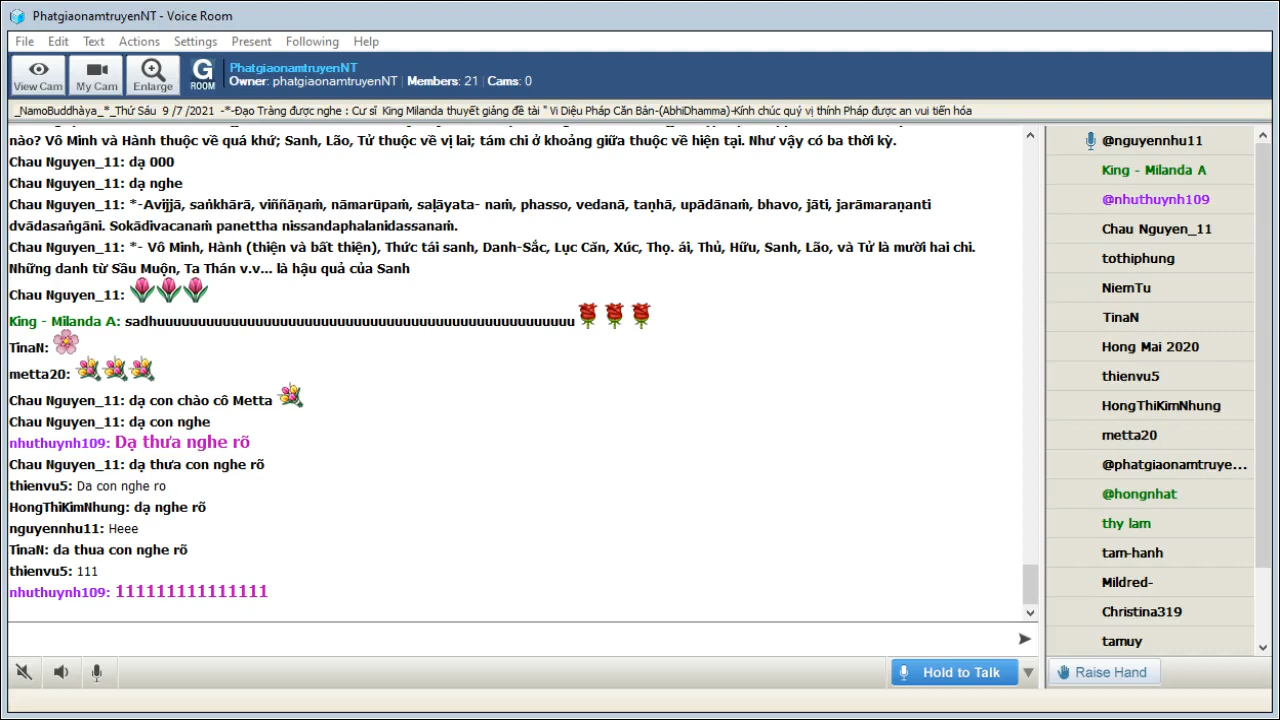 PhatgiaonamtruyenNT - Voice Room
File Edit Text Actions Settings Present Following Help
View Cam My Cam Enlarge G ROOM
PhatgiaonamtruyenNT
Owner: phatgiaonamtruyenNT Members: 21 Cams: 0
_NamoBuddhàya_*_Thứ Sáu 9 /7 /2021 -*-Đạo Tràng được nghe : Cư sĩ King Milanda thuyết giảng đề tài " Vi Diệu Pháp Căn Bản-(AbhiDhamma)-Kính chúc quý vị thính Pháp được an vui tiến hóa
nào? Vô Minh và Hành thuộc về quá khứ; Sanh, Lão, Tử thuộc về vị lai; tám chi ở khoảng giữa thuộc về hiện tại. Như vậy có ba thời kỳ.
Chau Nguyen_11: dạ 000
Chau Nguyen_11: dạ nghe
Chau Nguyen_11: *-Avijjā, saṅkhārā, viññāṇaṃ, nāmarūpaṃ, saḷāyata- naṃ, phasso, vedanā, taṇhā, upādānaṃ, bhavo, jāti, jarāmaraṇanti
dvādasaṅgāni. Sokādivacanaṃ panettha nissandaphalanidassanaṃ.
Chau Nguyen_11: *- Vô Minh, Hành (thiện và bất thiện), Thức tái sanh, Danh-Sắc, Lục Căn, Xúc, Thọ. ái, Thủ, Hữu, Sanh, Lão, và Tử là mười hai chi.
Những danh từ Sầu Muộn, Ta Thán v.v... là hậu quả của Sanh
Chau Nguyen_11:
King - Milanda A: sadhuuuuuuuuuuuuuuuuuuuuuuuuuuuuuuuuuuuuuuuuuuuuuuuuuuu
TinaN:
metta20:
Chau Nguyen_11: dạ con chào cô Metta
Chau Nguyen_11: dạ con nghe
nhuthuynh109: Dạ thưa nghe rõ
Chau Nguyen_11: dạ thưa con nghe rõ
thienvu5: Da con nghe ro
HongThiKimNhung: dạ nghe rõ
nguyennhu11: Heee
TinaN: da thua con nghe rõ
thienvu5: 111
nhuthuynh109: 111111111111111
Hold to Talk
@nguyennhu11
King - Milanda A
@nhuthuynh109
Chau Nguyen_11
tothiphung
NiemTu
TinaN
Hong Mai 2020
thienvu5
HongThiKimNhung
metta20
@phatgiaonamtruye...
@hongnhat
thy lam
tam-hanh
Mildred-
Christina319
tamuy
Raise Hand